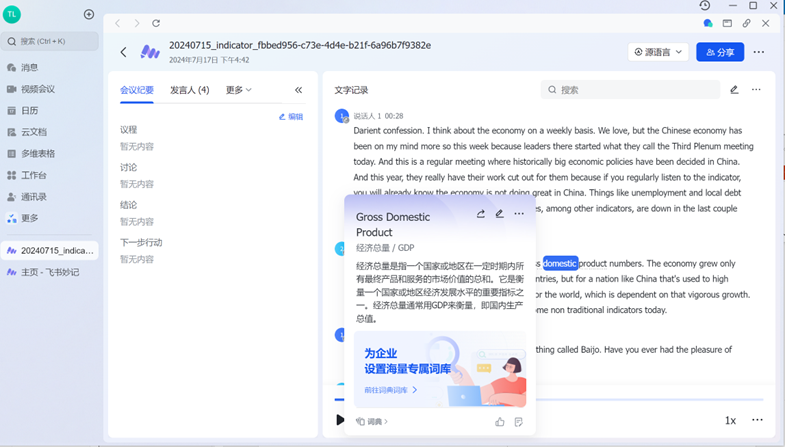 TL
搜索 (Ctrl + K)
消息
视频会议
日历
云文档
多维表格
工作台
通讯录
更多
20240715_indica...
主页 - 飞书妙记
20240715_indicator_fbbed956-c73e-4d4e-b21f-6a96b7f9382e
2024年7月17日 下午4:42
源语言
分享
会议纪要
发言人 (4)
更多
编辑
议程
暂无内容
讨论
暂无内容
结论
暂无内容
下一步行动
暂无内容
文字记录
搜索
说话人 1 00:28
Darient confession. I think about the economy on a weekly basis. We love, but the Chinese economy has
been on my mind more so this week because leaders there started what they call the Third Plenum meeting
today. And this is a regular meeting where historically big economic policies have been decided in China.
And this year, they really have their work cut out for them because if you regularly listen to the indicator,
you will already know the economy is not doing great in China. Things like unemployment and local debt
es, among other indicators, are down in the last couple
ss domestic product numbers. The economy grew only
ntries, but for a nation like China that's used to high
or the world, which is dependent on that vigorous growth.
ome non traditional indicators today.
thing called Baijo. Have you ever had the pleasure of
Gross Domestic
Product
经济总量 / GDP
经济总量是指一个国家或地区在一定时期内所
有最终产品和服务的市场价值的总和。它是衡
量一个国家或地区经济发展水平的重要指标之
一。经济总量通常用GDP来衡量，即国内生产
总值。
为企业
设置海量专属词库
前往词典词库
词典
1x